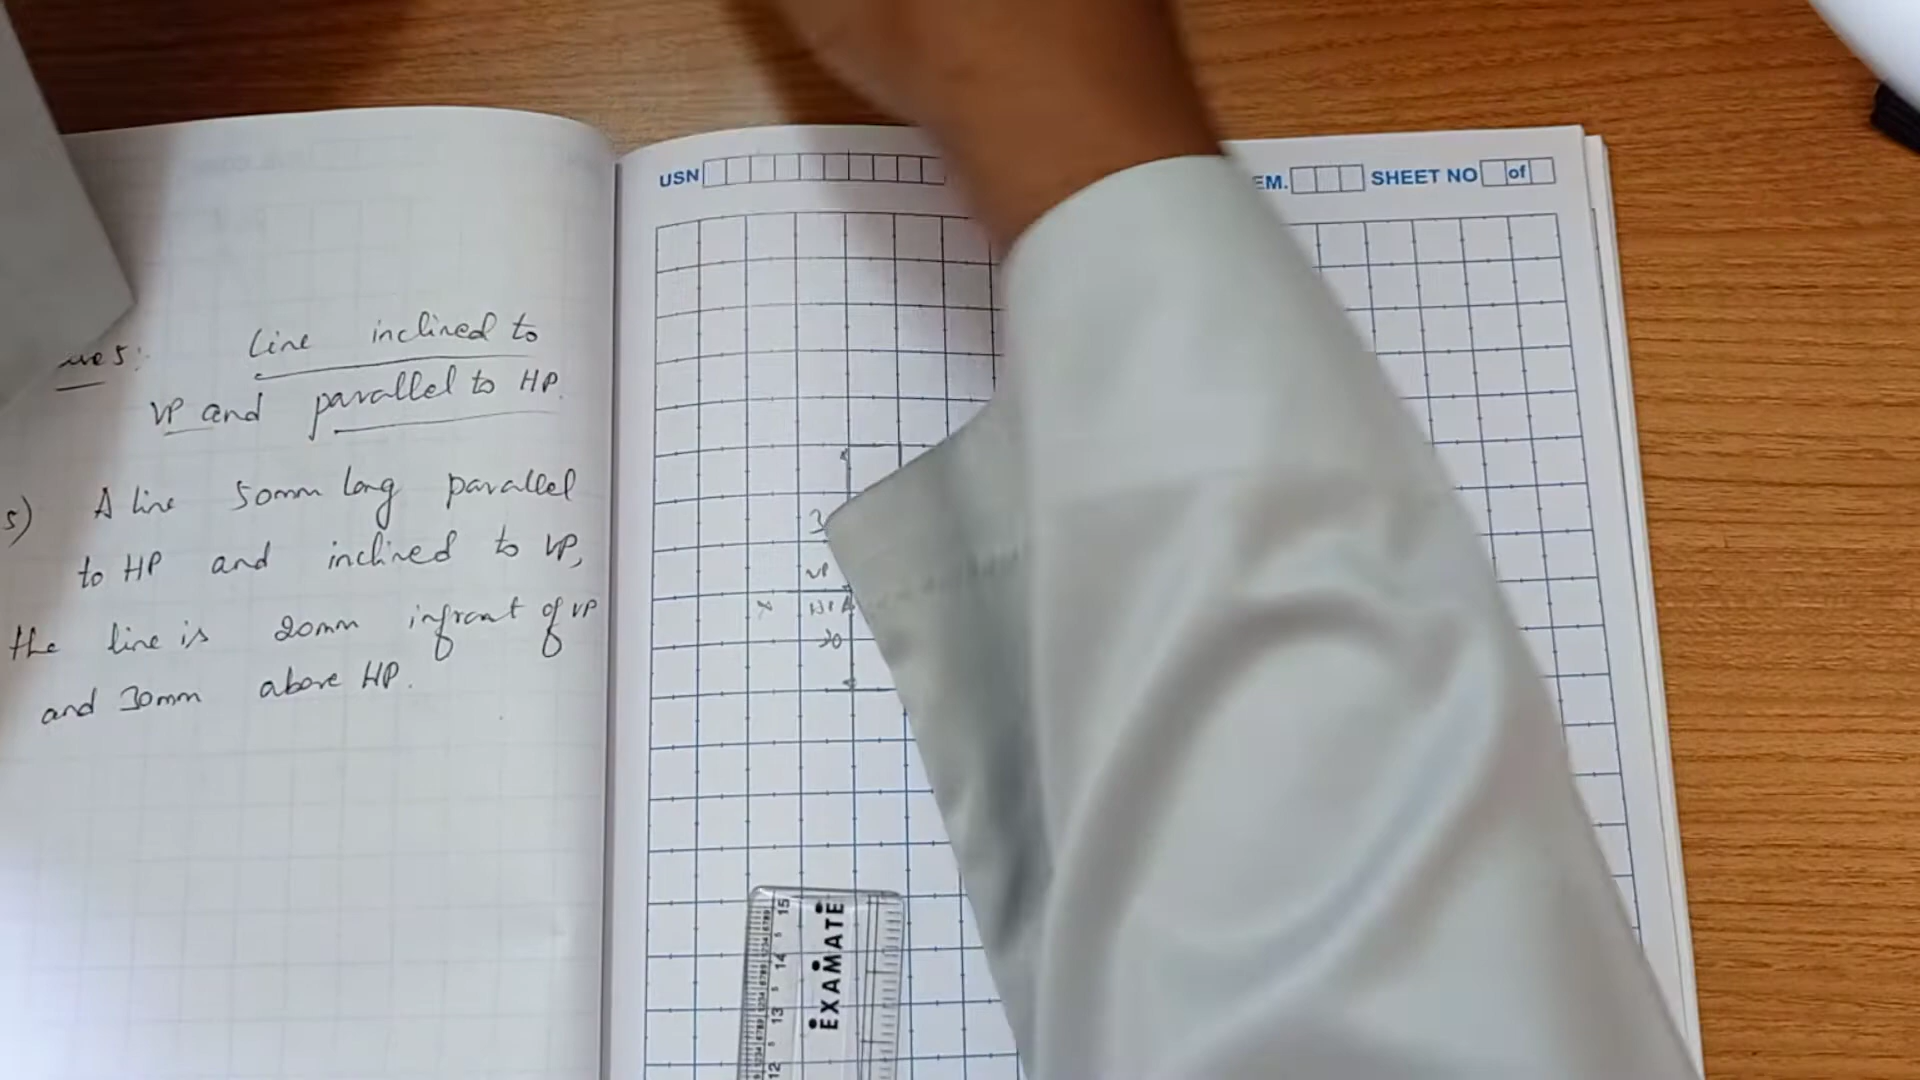 Line inclined to
VP and parallel to HP.
5) A line 50mm long parallel
to HP and inclined to VP,
the line is 20mm infront of VP
and 30mm above HP.
USN
EM. SHEET NO of
3
VP
X HP
20
EXAMATE
15
14
13
12